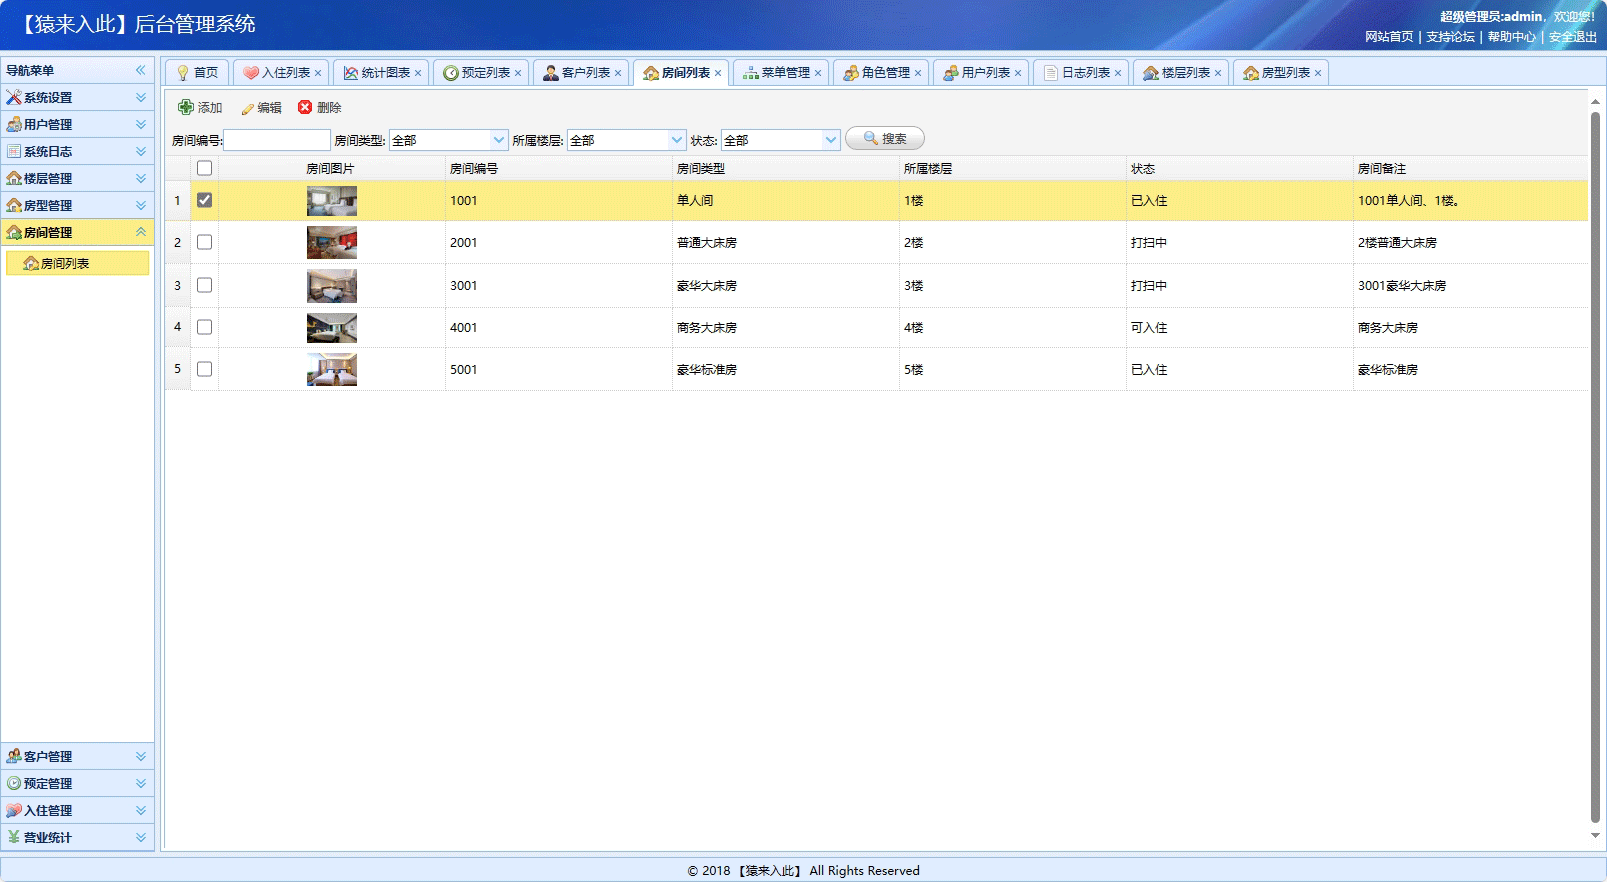 【猿来入此】后台管理系统
超级管理员:admin，欢迎您!
网站首页 | 支持论坛 | 帮助中心 | 安全退出
导航菜单
系统设置
用户管理
系统日志
楼层管理
房型管理
房间管理
房间列表
客户管理
预定管理
入住管理
营业统计
首页 入住列表 统计图表 预定列表 客户列表 房间列表 菜单管理 角色管理 用户列表 日志列表 楼层列表 房型列表
添加 编辑 删除
房间编号: 房间类型: 全部 所属楼层: 全部 状态: 全部 搜索
房间图片 房间编号 房间类型 所属楼层 状态 房间备注
1 1001 单人间 1楼 已入住 1001单人间、1楼。
2 2001 普通大床房 2楼 打扫中 2楼普通大床房
3 3001 豪华大床房 3楼 打扫中 3001豪华大床房
4 4001 商务大床房 4楼 可入住 商务大床房
5 5001 豪华标准房 5楼 已入住 豪华标准房
© 2018 【猿来入此】 All Rights Reserved